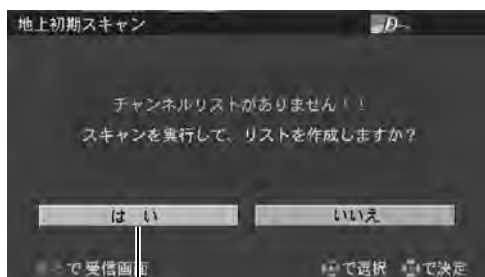 地上初期スキャン
D
チャンネルリストがありません！！
スキャンを実行して、リストを作成しますか？
はい
いいえ
で受信画面
で選択 で決定